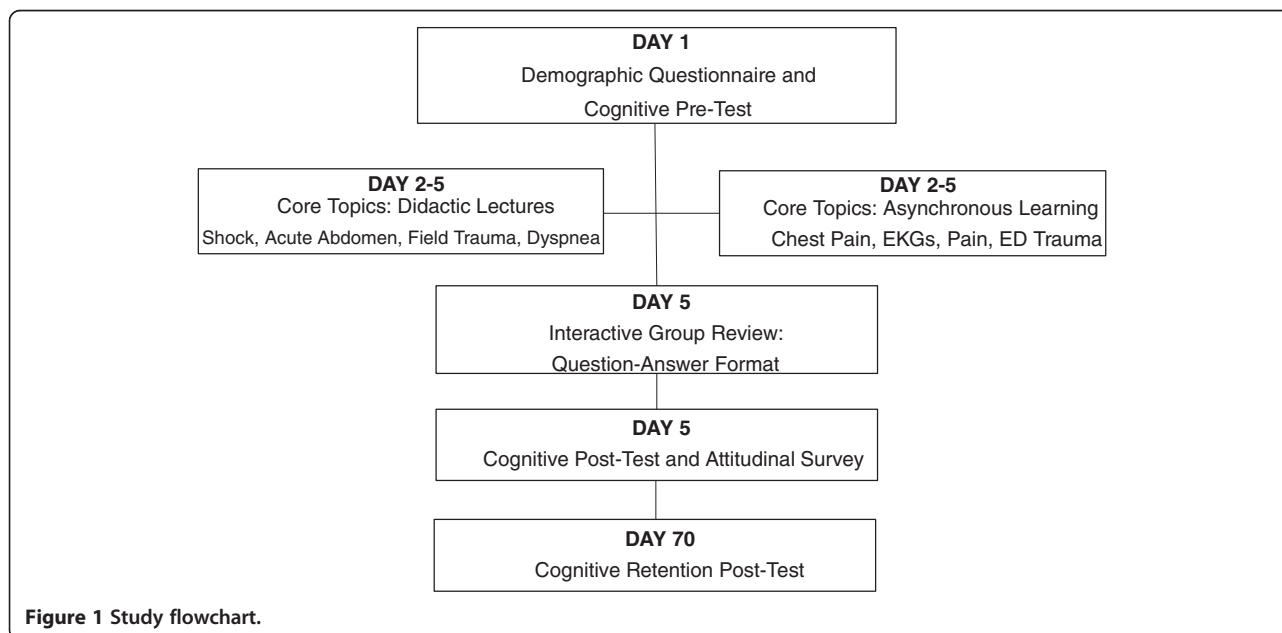 DAY 1
Demographic Questionnaire and
Cognitive Pre-Test
DAY 2-5
Core Topics: Didactic Lectures
Shock, Acute Abdomen, Field Trauma, Dyspnea
DAY 2-5
Core Topics: Asynchronous Learning
Chest Pain, EKGs, Pain, ED Trauma
DAY 5
Interactive Group Review:
Question-Answer Format
DAY 5
Cognitive Post-Test and Attitudinal Survey
DAY 70
Cognitive Retention Post-Test
Figure 1 Study flowchart.